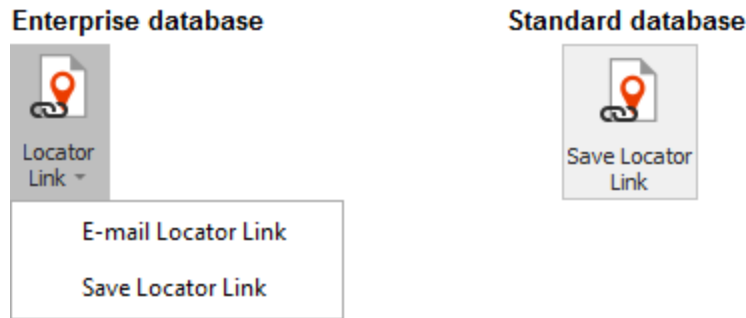 Enterprise database
Locator
Link
E-mail Locator Link
Save Locator Link
Standard database
Save Locator
Link